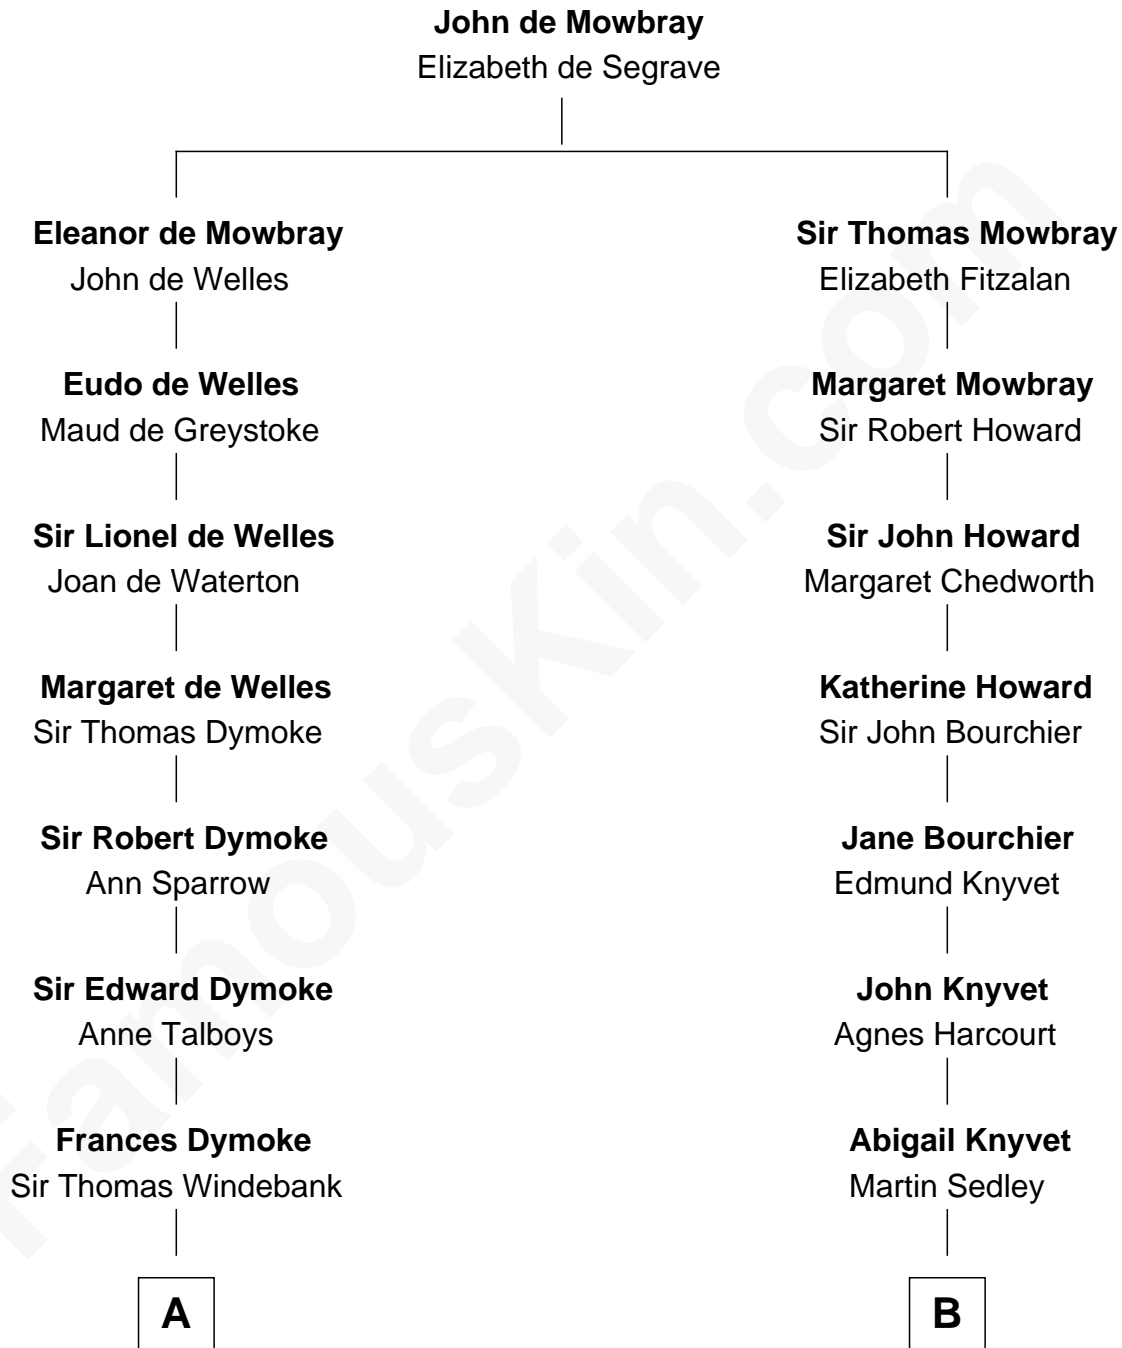 John de Mowbray
Elizabeth de Segrave
Eleanor de Mowbray
John de Welles
Sir Thomas Mowbray
Elizabeth Fitzalan
Eudo de Welles
Maud de Greystoke
Margaret Mowbray
Sir Robert Howard
Sir Lionel de Welles
Joan de Waterton
Sir John Howard
Margaret Chedworth
Margaret de Welles
Sir Thomas Dymoke
Katherine Howard
Sir John Bourchier
Sir Robert Dymoke
Ann Sparrow
Jane Bourchier
Edmund Knyvet
Sir Edward Dymoke
Anne Talboys
John Knyvet
Agnes Harcourt
Frances Dymoke
Sir Thomas Windebank
Abigail Knyvet
Martin Sedley
A
B
FamousKin.com